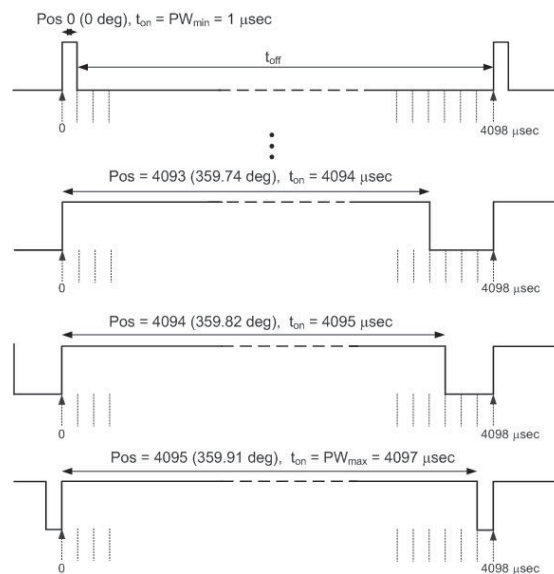 Pos 0 (0 deg), ton = PWmin = 1 μsec
toff
0
4098 μsec
Pos = 4093 (359.74 deg), ton = 4094 μsec
0
4098 μsec
Pos = 4094 (359.82 deg), ton = 4095 μsec
0
4098 μsec
Pos = 4095 (359.91 deg), ton = PWmax = 4097 μsec
0
4098 μsec